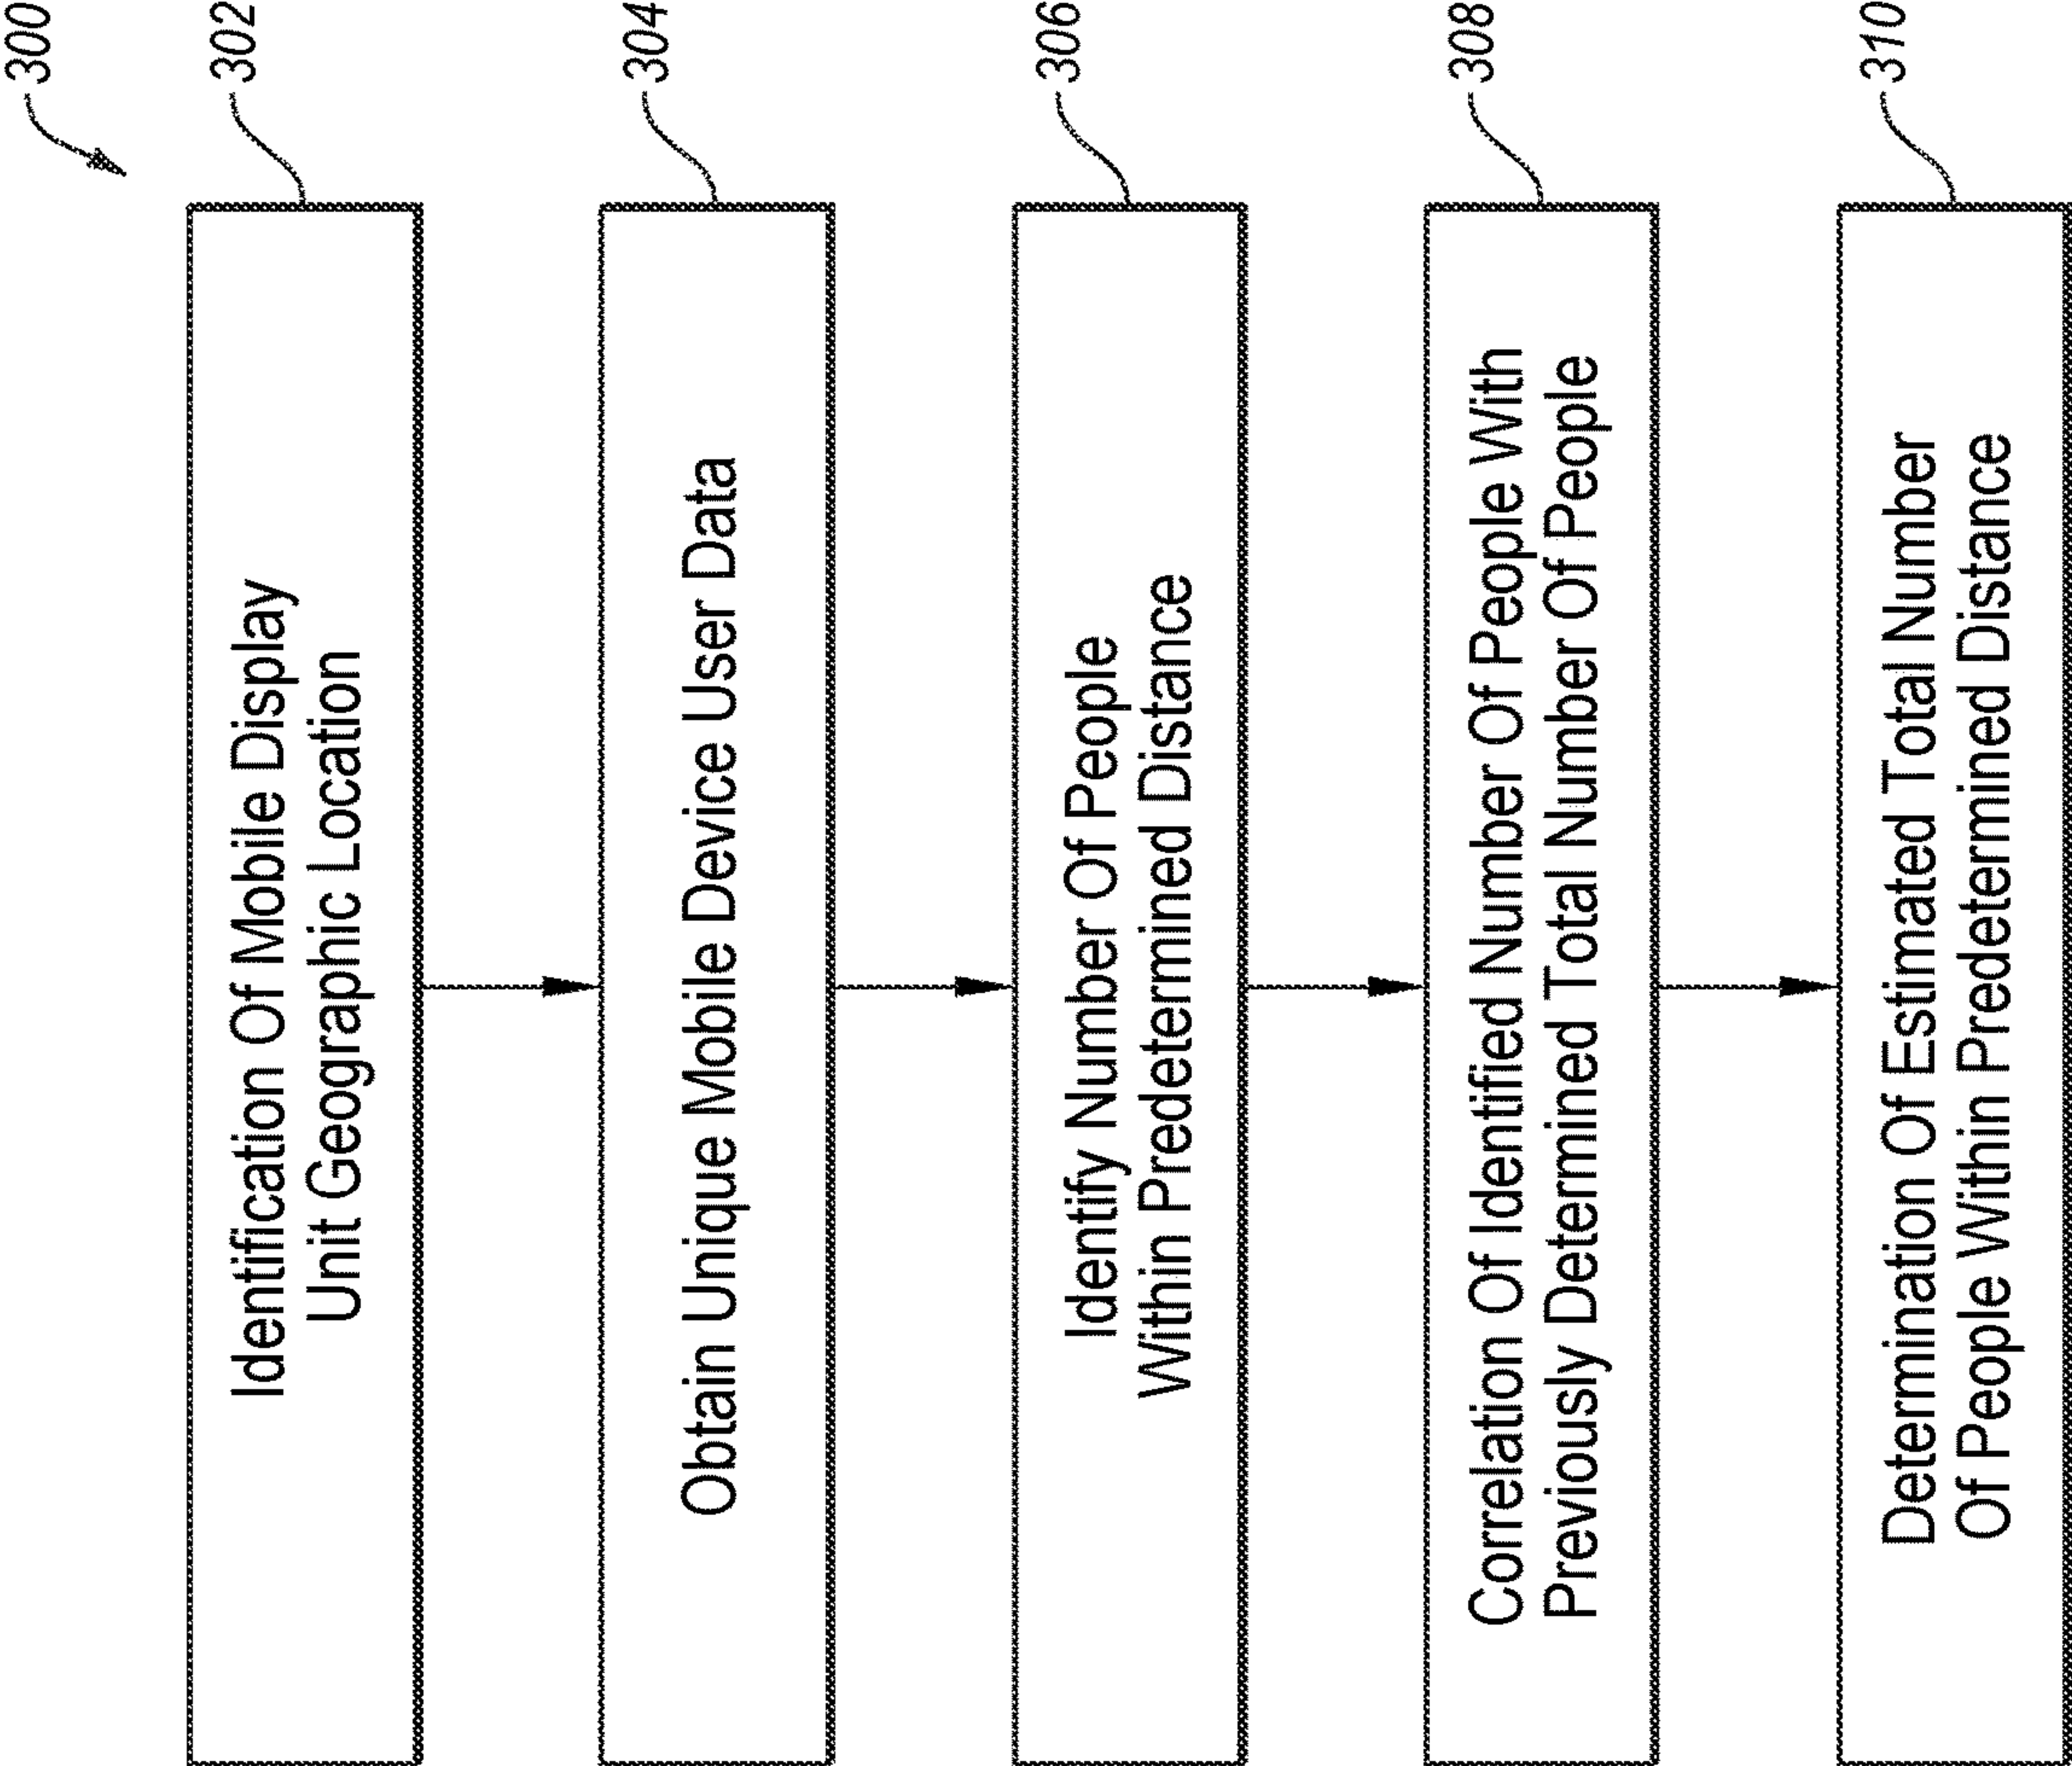 300
302
Identification Of Mobile Display
Unit Geographic Location
304
Obtain Unique Mobile Device User Data
306
Identify Number Of People
Within Predetermined Distance
308
Correlation Of Identified Number Of People With
Previously Determined Total Number Of People
310
Determination Of Estimated Total Number
Of People Within Predetermined Distance